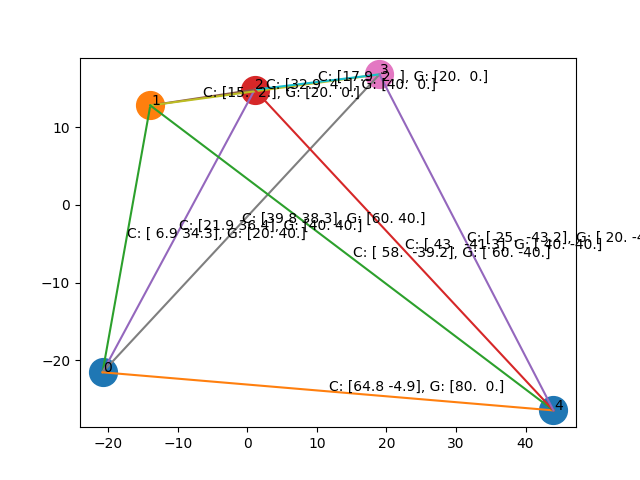 3
1
2
C: [17.9 2. ], G: [20. 0.]
C: [32.9 4. ], G: [40. 0.]
C: [15. 2.], G: [20. 0.]
10
0
−10
−20
C: [39.8 38.3], G: [60. 40.]
C: [21.9 36.4], G: [40. 40.]
C: [ 6.9 34.3], G: [20. 40.]
C: [ 25. -43.2], G: [ 20. -4
C: [ 43. -41.3], G: [ 40. -40.]
C: [ 58. -39.2], G: [ 60. -40.]
0
C: [64.8 -4.9], G: [80. 0.]
4
−20 −10 0 10 20 30 40